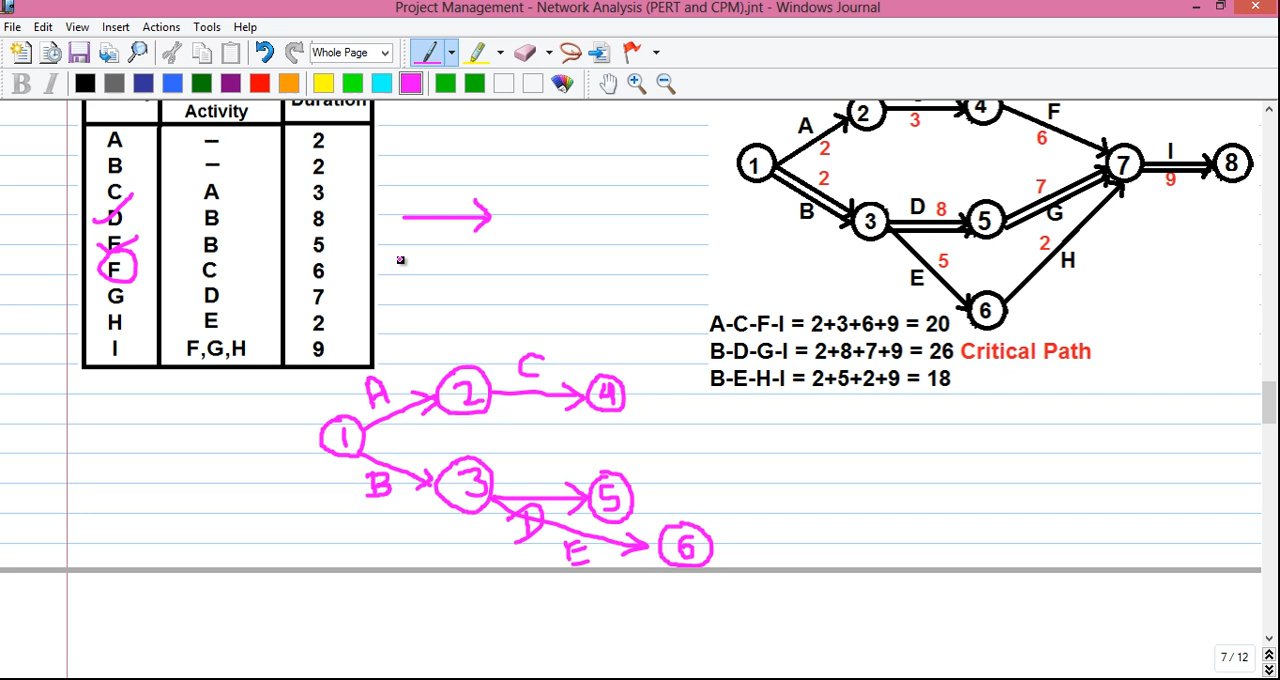 Project Management - Network Analysis (PERT and CPM).jnt - Windows Journal
File Edit View Insert Actions Tools Help
Whole Page
B I
Activity Duration
A – 2
B – 2
C A 3
D B 8
E B 5
F C 6
G D 7
H E 2
I F,G,H 9
1 2 3 4 5 6 7 8
A 2
B 2
3
D 8
E 5
F 6
G 7
H 2
I 9
A-C-F-I = 2+3+6+9 = 20
B-D-G-I = 2+8+7+9 = 26 Critical Path
B-E-H-I = 2+5+2+9 = 18
A C
1 2 4
B 3 5
D
E 6
7 / 12